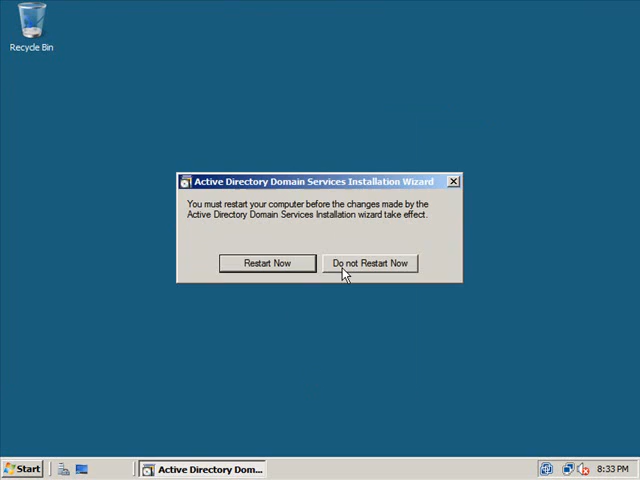 Recycle Bin
Active Directory Domain Services Installation Wizard
You must restart your computer before the changes made by the
Active Directory Domain Services Installation wizard take effect.
Restart Now
Do not Restart Now
Start
Active Directory Dom...
8:33 PM